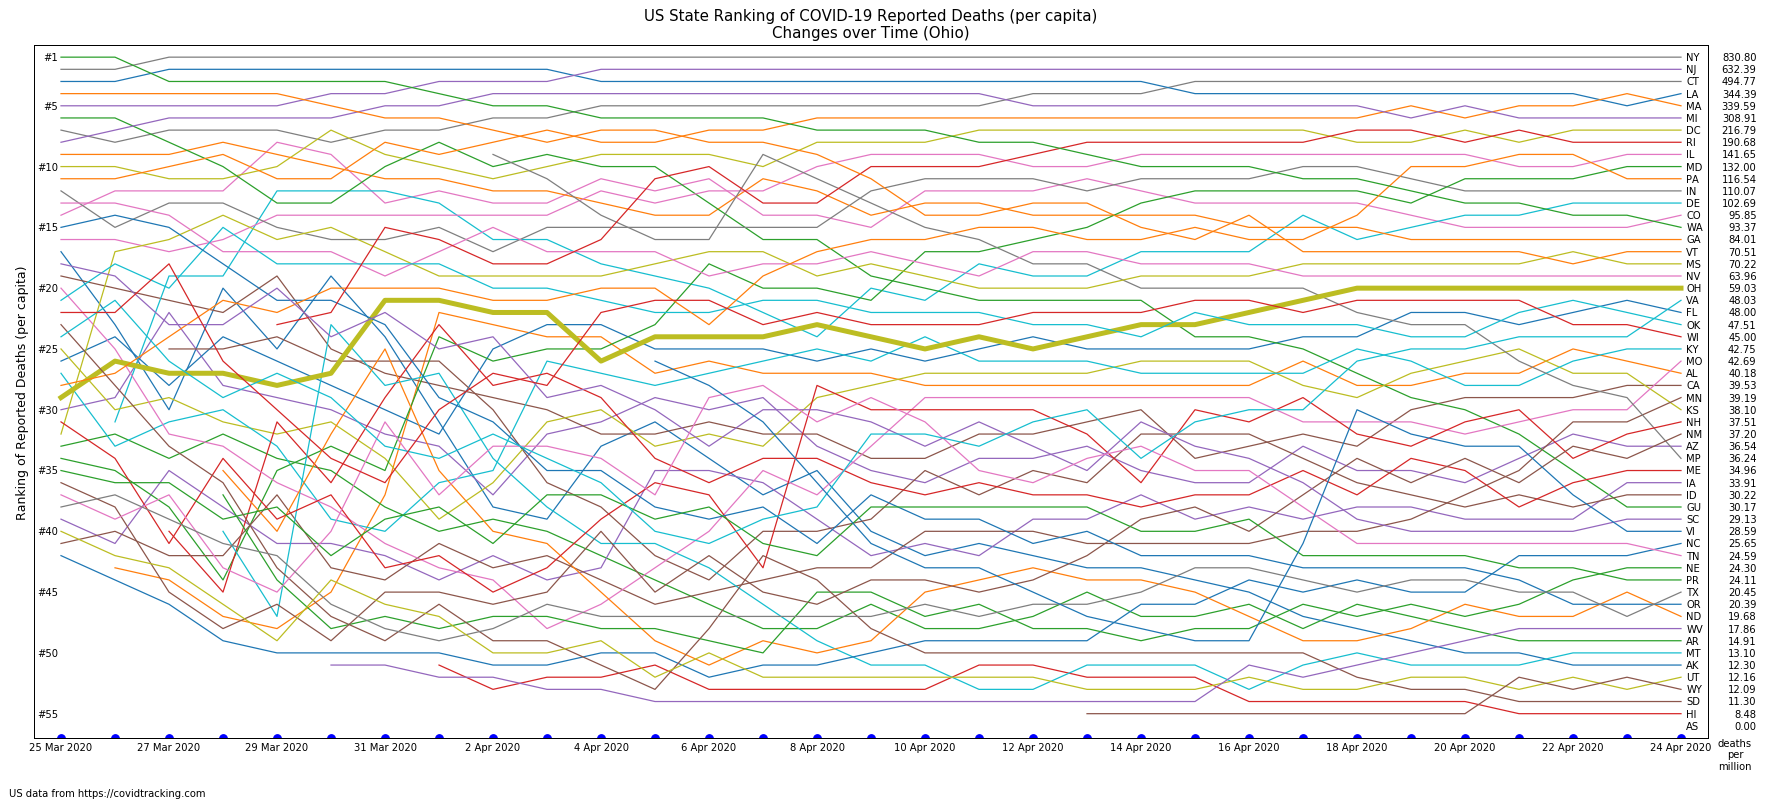 US State Ranking of COVID-19 Reported Deaths (per capita)
Changes over Time (Ohio)
Ranking of Reported Deaths (per capita)
#1
#5
#10
#15
#20
#25
#30
#35
#40
#45
#50
#55
NY 830.80
NJ 632.39
CT 494.77
LA 344.39
MA 339.59
MI 308.91
DC 216.79
RI 190.68
IL 141.65
MD 132.00
PA 116.54
IN 110.07
DE 102.69
CO 95.85
WA 93.37
GA 84.01
VT 70.51
MS 70.22
NV 63.96
OH 59.03
VA 48.03
FL 48.00
OK 47.51
WI 45.00
KY 42.75
MO 42.69
AL 40.18
CA 39.53
MN 39.19
KS 38.10
NH 37.51
NM 37.20
AZ 36.54
MP 36.24
ME 34.96
IA 33.91
ID 30.22
GU 30.17
SC 29.13
VI 28.59
NC 25.65
TN 24.59
NE 24.30
PR 24.11
TX 20.45
OR 20.39
ND 19.68
WV 17.86
AR 14.91
MT 13.10
AK 12.30
UT 12.16
WY 12.09
SD 11.30
HI 8.48
AS 0.00
25 Mar 2020 27 Mar 2020 29 Mar 2020 31 Mar 2020 2 Apr 2020 4 Apr 2020 6 Apr 2020 8 Apr 2020 10 Apr 2020 12 Apr 2020 14 Apr 2020 16 Apr 2020 18 Apr 2020 20 Apr 2020 22 Apr 2020 24 Apr 2020
deaths
per
million
US data from https://covidtracking.com